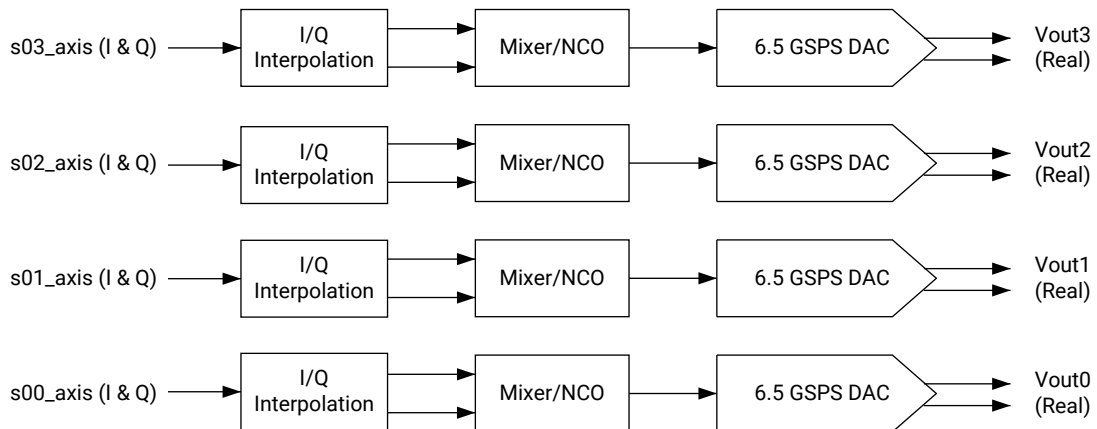 s03_axis (I & Q)
I/Q
Interpolation
Mixer/NCO
6.5 GSPS DAC
Vout3
(Real)
s02_axis (I & Q)
I/Q
Interpolation
Mixer/NCO
6.5 GSPS DAC
Vout2
(Real)
s01_axis (I & Q)
I/Q
Interpolation
Mixer/NCO
6.5 GSPS DAC
Vout1
(Real)
s00_axis (I & Q)
I/Q
Interpolation
Mixer/NCO
6.5 GSPS DAC
Vout0
(Real)